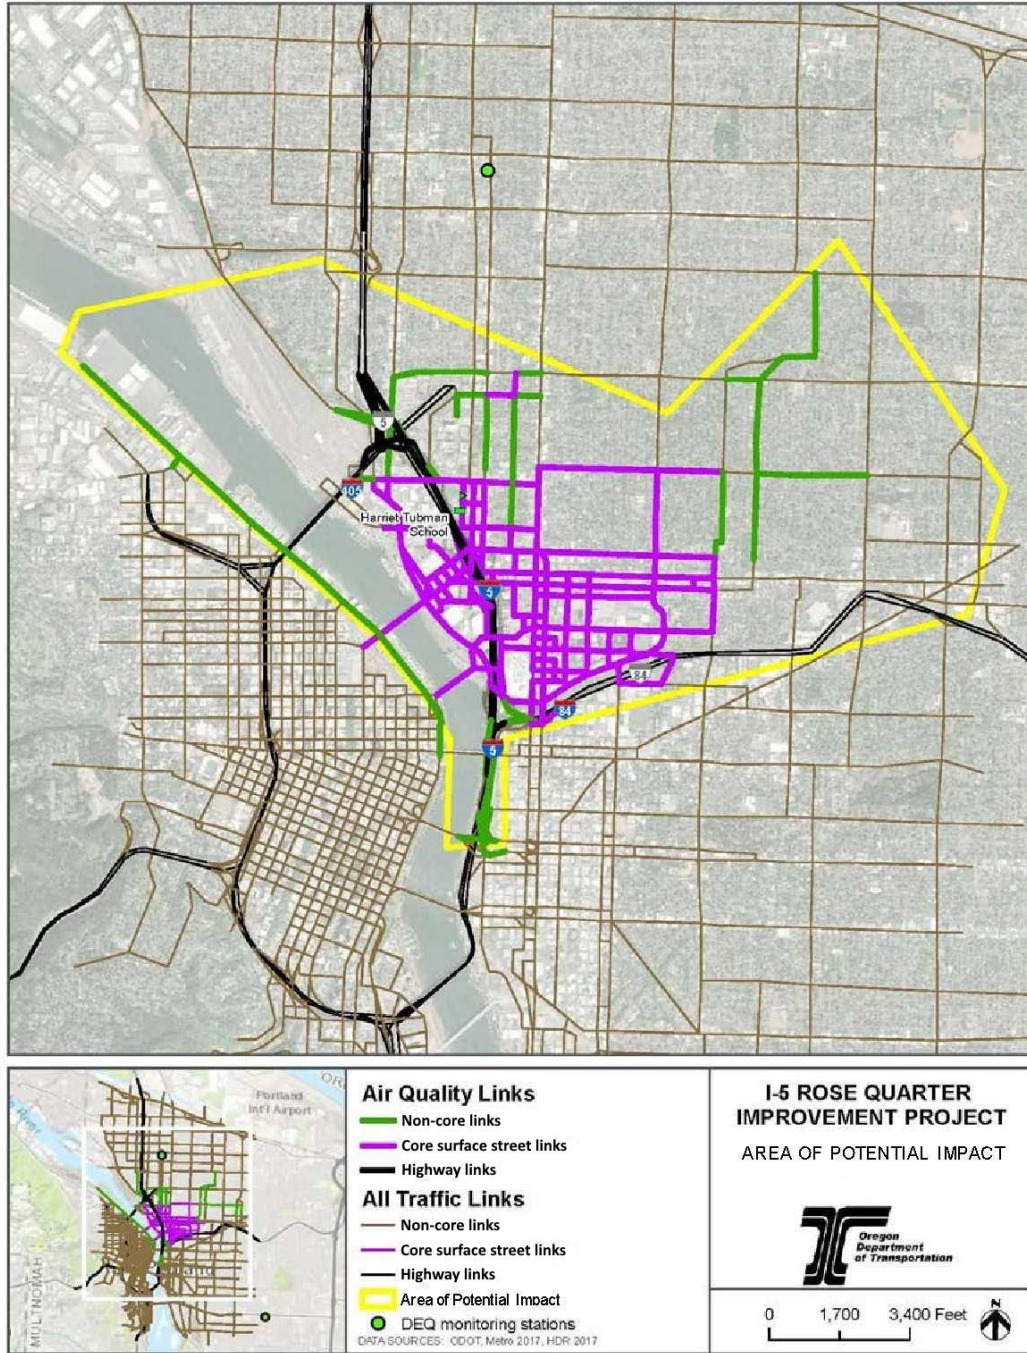 5
405
Harriet Tubman
School
5
84
84
5
Portland
Int'l Airport
MULTNOMAH
Air Quality Links
Non-core links
Core surface street links
Highway links
All Traffic Links
Non-core links
Core surface street links
Highway links
Area of Potential Impact
DEQ monitoring stations
DATA SOURCES: ODOT, Metro 2017, HDR 2017
I-5 ROSE QUARTER
IMPROVEMENT PROJECT
AREA OF POTENTIAL IMPACT
Oregon
Department
of Transportation
0 1,700 3,400 Feet
N